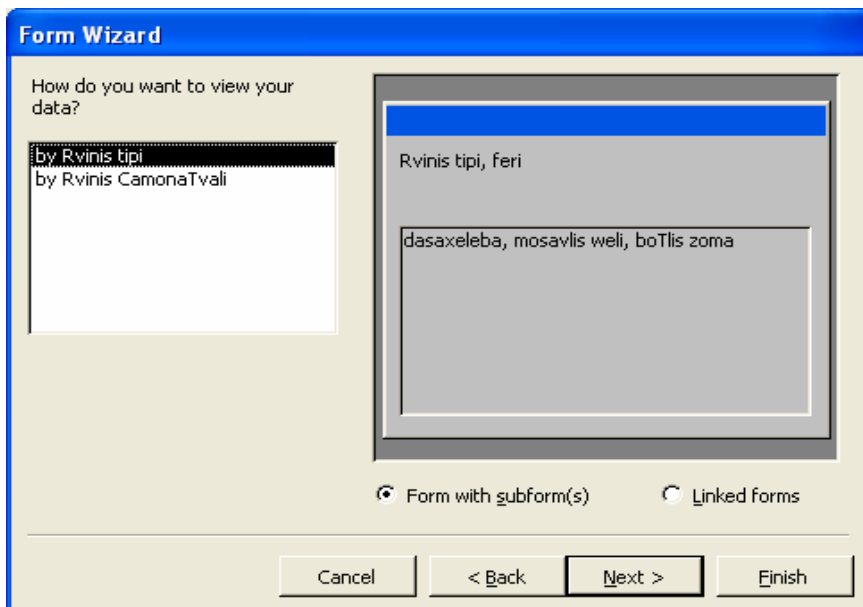 Form Wizard
How do you want to view your
data?
by Rvinis tipi
by Rvinis CamonaTvali
Rvinis tipi, feri
dasaxeleba, mosavlis weli, boTlis zoma
Form with subform(s)
Linked forms
Cancel
< Back
Next >
Finish